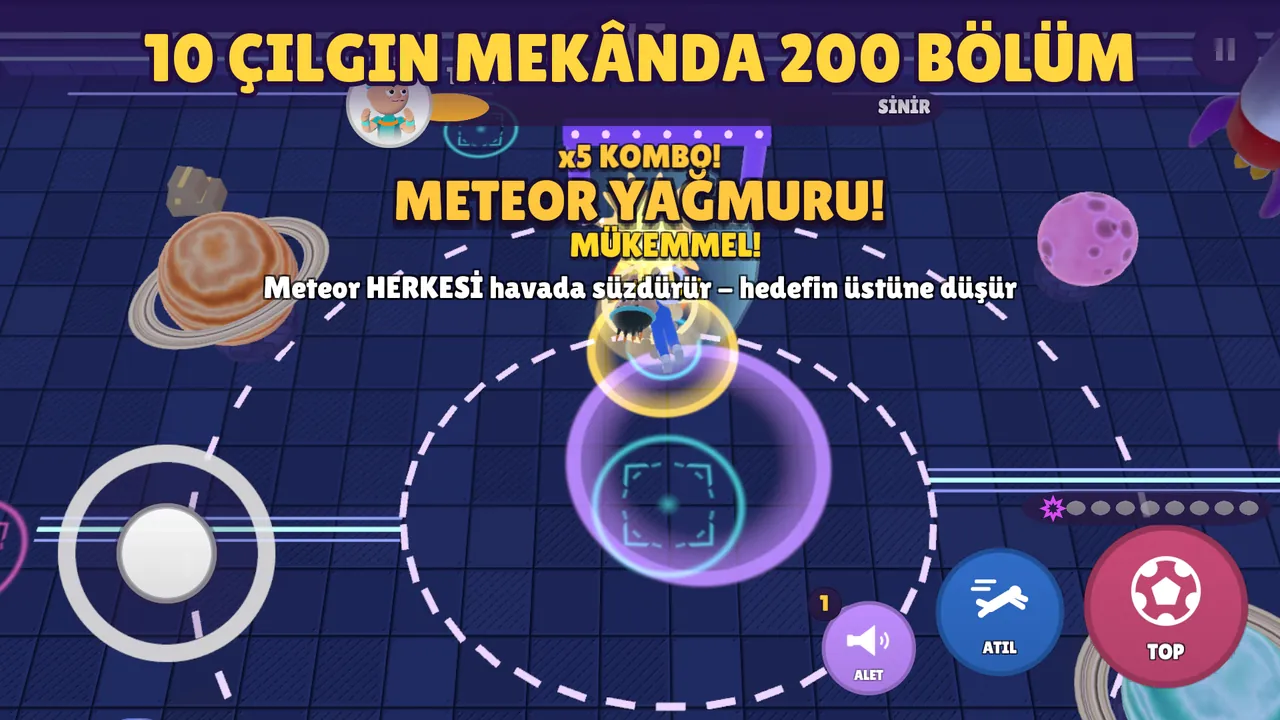 10 ÇILGIN MEKÂNDA 200 BÖLÜM
SİNİR
x5 KOMBO!
METEOR YAĞMURU!
MÜKEMMEL!
Meteor HERKESİ havada süzdürür – hedefin üstüne düşür
1
ALET
ATIL
TOP